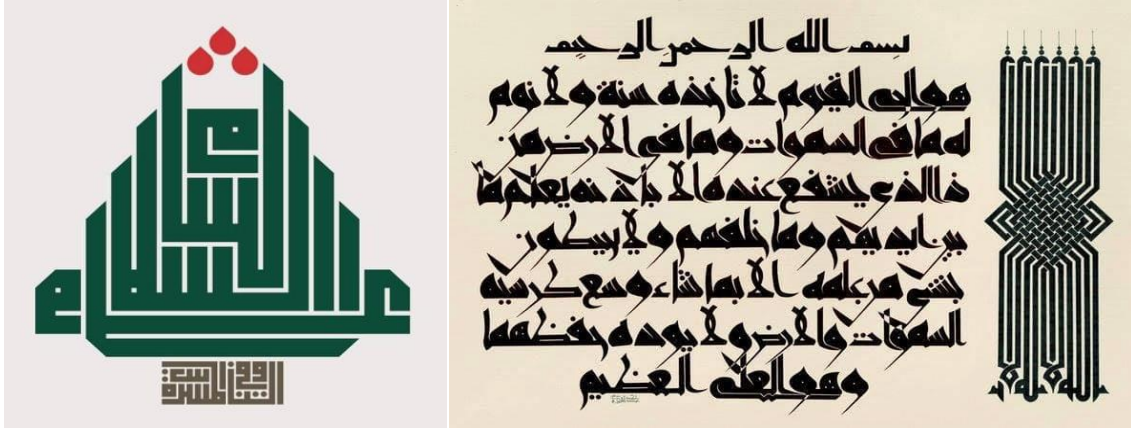 السلام
بسم الله الرحمن الرحيم
هو الحي القيوم لا تأخذه سنة ولا نوم
له ما في السموات وما في الأرض من
ذا الذي يشفع عنده إلا بإذنه يعلم ما
بين أيديهم وما خلفهم ولا يحيطون
بشيء من علمه إلا بما شاء وسع كرسيه
السموات والأرض ولا يوده حفظهما
وهو العلي العظيم